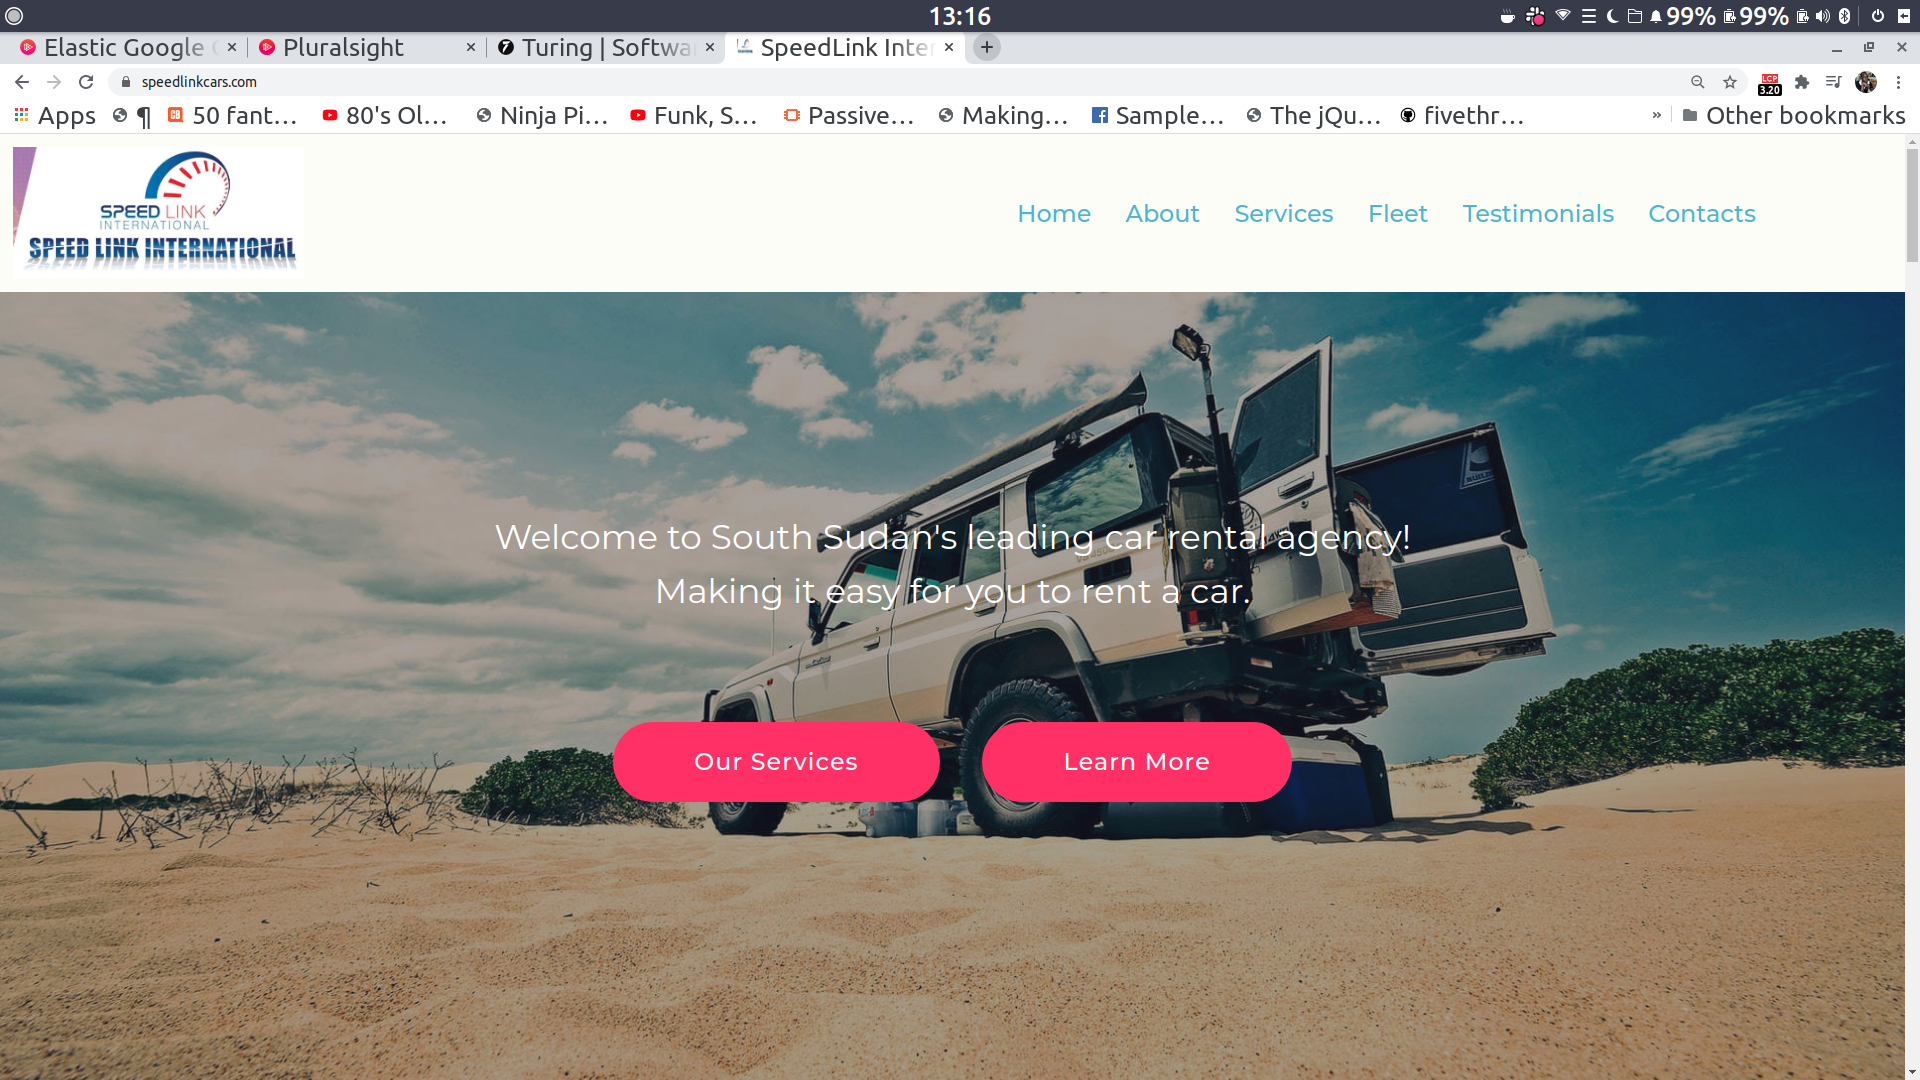 13:16
99% 99%
Elastic Google
Pluralsight
Turing | Softwa
SpeedLink Inter
speedlinkcars.com
LCP
3.20
Apps
¶
50 fant...
80's Ol...
Ninja Pi...
Funk, S...
Passive...
Making...
Sample...
The jQu...
fivethr...
»
Other bookmarks
SPEED LINK
INTERNATIONAL
SPEED LINK INTERNATIONAL
Home
About
Services
Fleet
Testimonials
Contacts
Welcome to South Sudan's leading car rental agency!
Making it easy for you to rent a car.
Our Services
Learn More